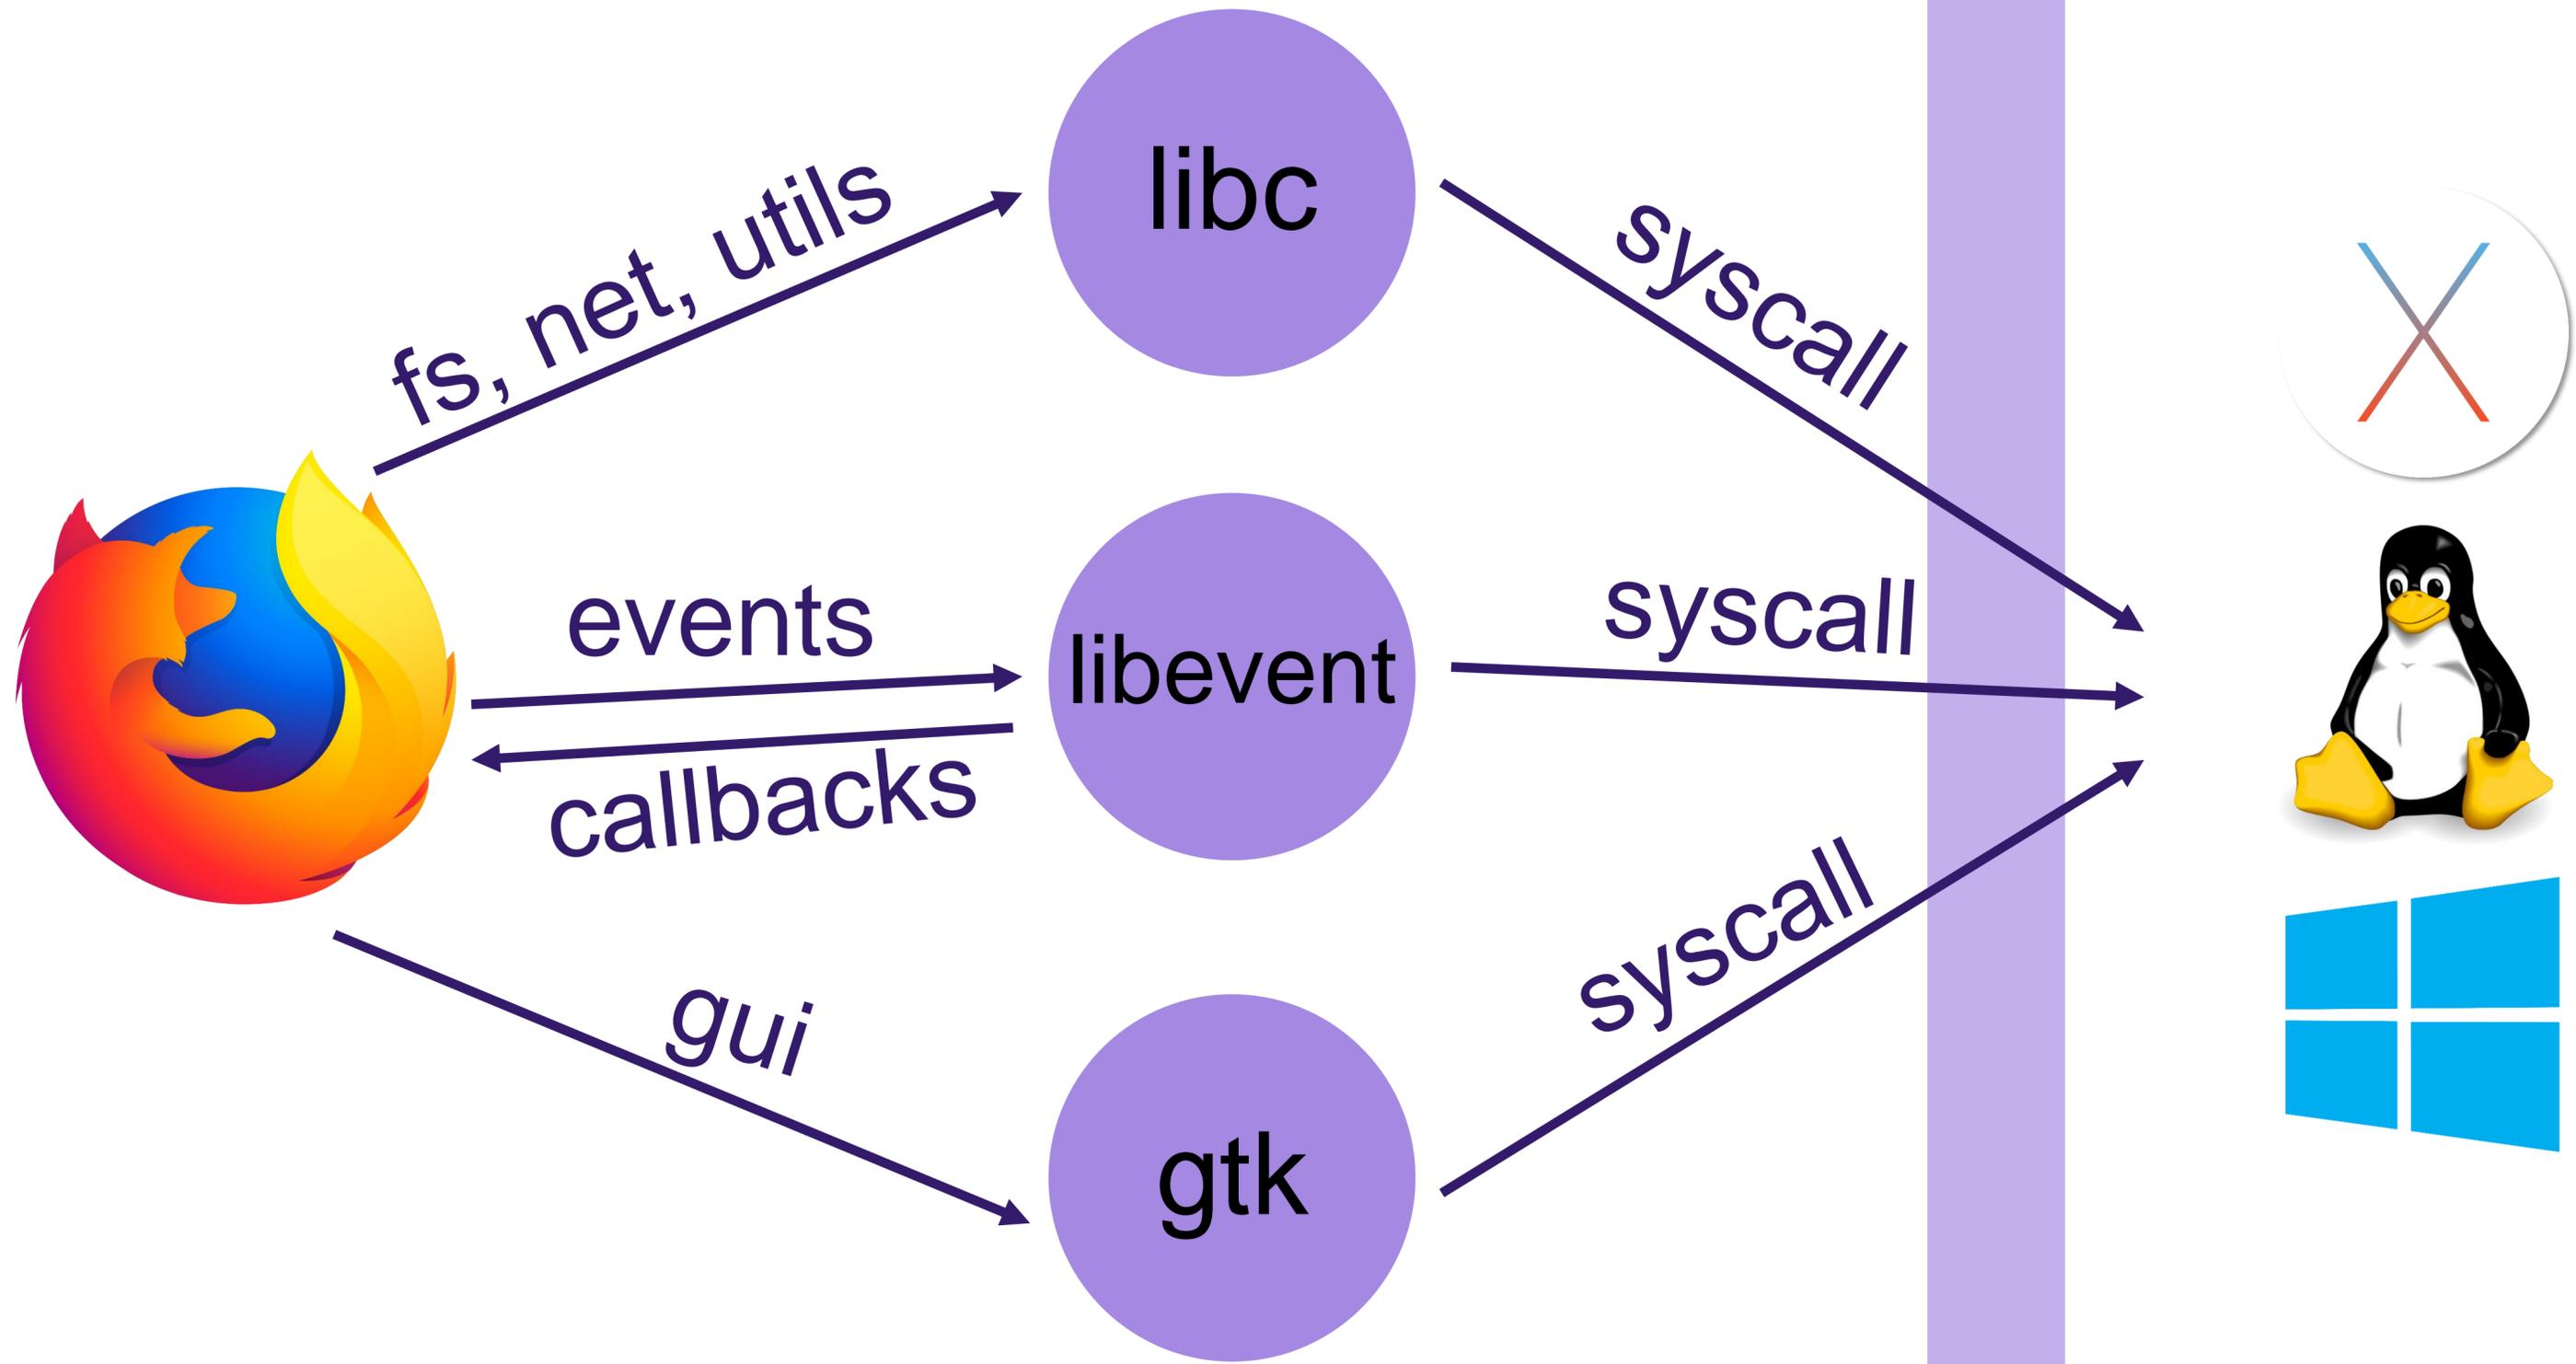 fs, net, utils
libc
syscall
events
libevent
syscall
callbacks
gui
gtk
syscall